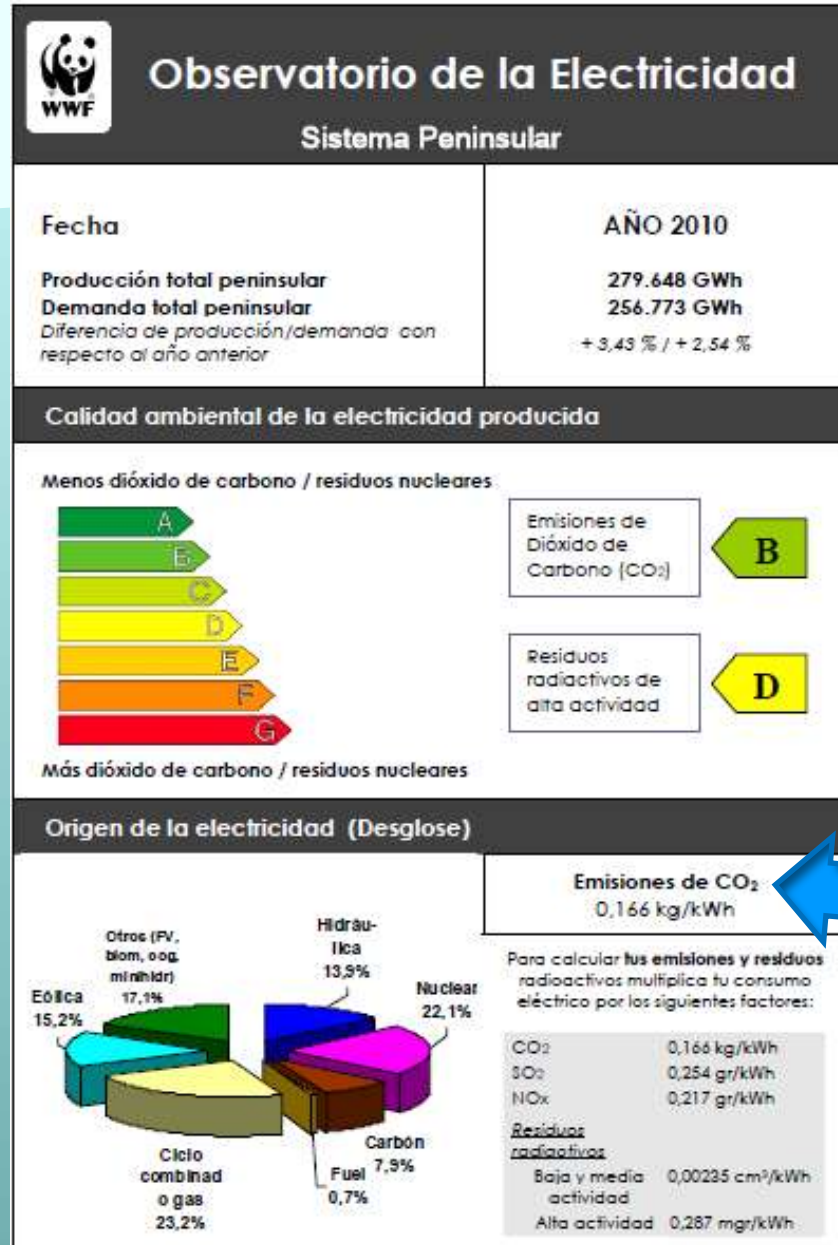 WWF
Observatorio de la Electricidad
Sistema Peninsular
Fecha
AÑO 2010
Producción total peninsular
279.648 GWh
Demanda total peninsular
256.773 GWh
Diferencia de producción/demanda con
respecto al año anterior
+ 3,43 % / + 2,54 %
Calidad ambiental de la electricidad producida
Menos dióxido de carbono / residuos nucleares
A
B
C
D
E
F
G
Más dióxido de carbono / residuos nucleares
Emisiones de
Dióxido de
Carbono (CO₂)
B
Residuos
radiactivos de
alta actividad
D
Origen de la electricidad (Desglose)
Otros (FV,
biom, cog,
minihidr)
17,1%
Hidráu-
lica
13,9%
Nuclear
22,1%
Eólica
15,2%
Carbón
7,9%
Fuel
0,7%
Ciclo
combinad
o gas
23,2%
Emisiones de CO₂
0,166 kg/kWh
Para calcular tus emisiones y residuos
radioactivos multiplica tu consumo
eléctrico por los siguientes factores:
CO₂ 0,166 kg/kWh
SO₂ 0,254 gr/kWh
NOx 0,217 gr/kWh
Residuos
radioactivos
Baja y media 0,00235 cm³/kWh
actividad
Alta actividad 0,287 mgr/kWh